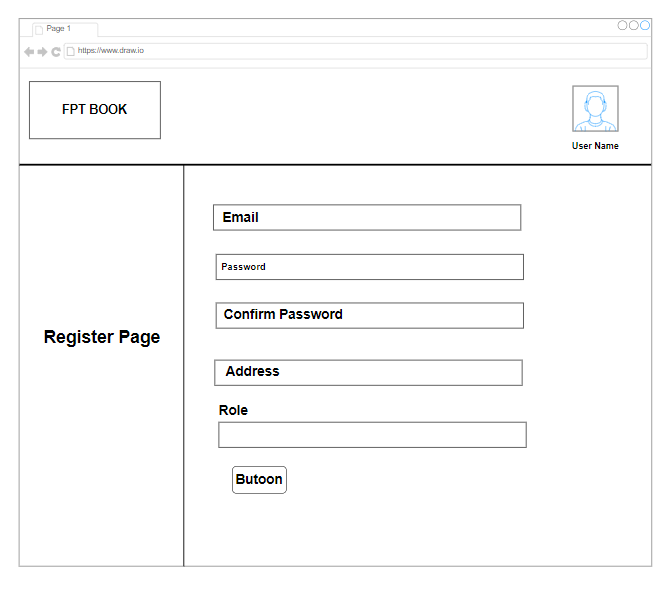 Page 1
https://www.draw.io
FPT BOOK
User Name
Register Page
Email
Password
Confirm Password
Address
Role
Butoon